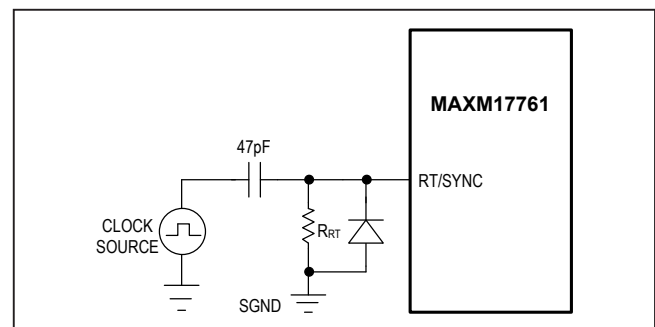 MAXM17761
47pF
RT/SYNC
CLOCK
SOURCE
RRT
SGND